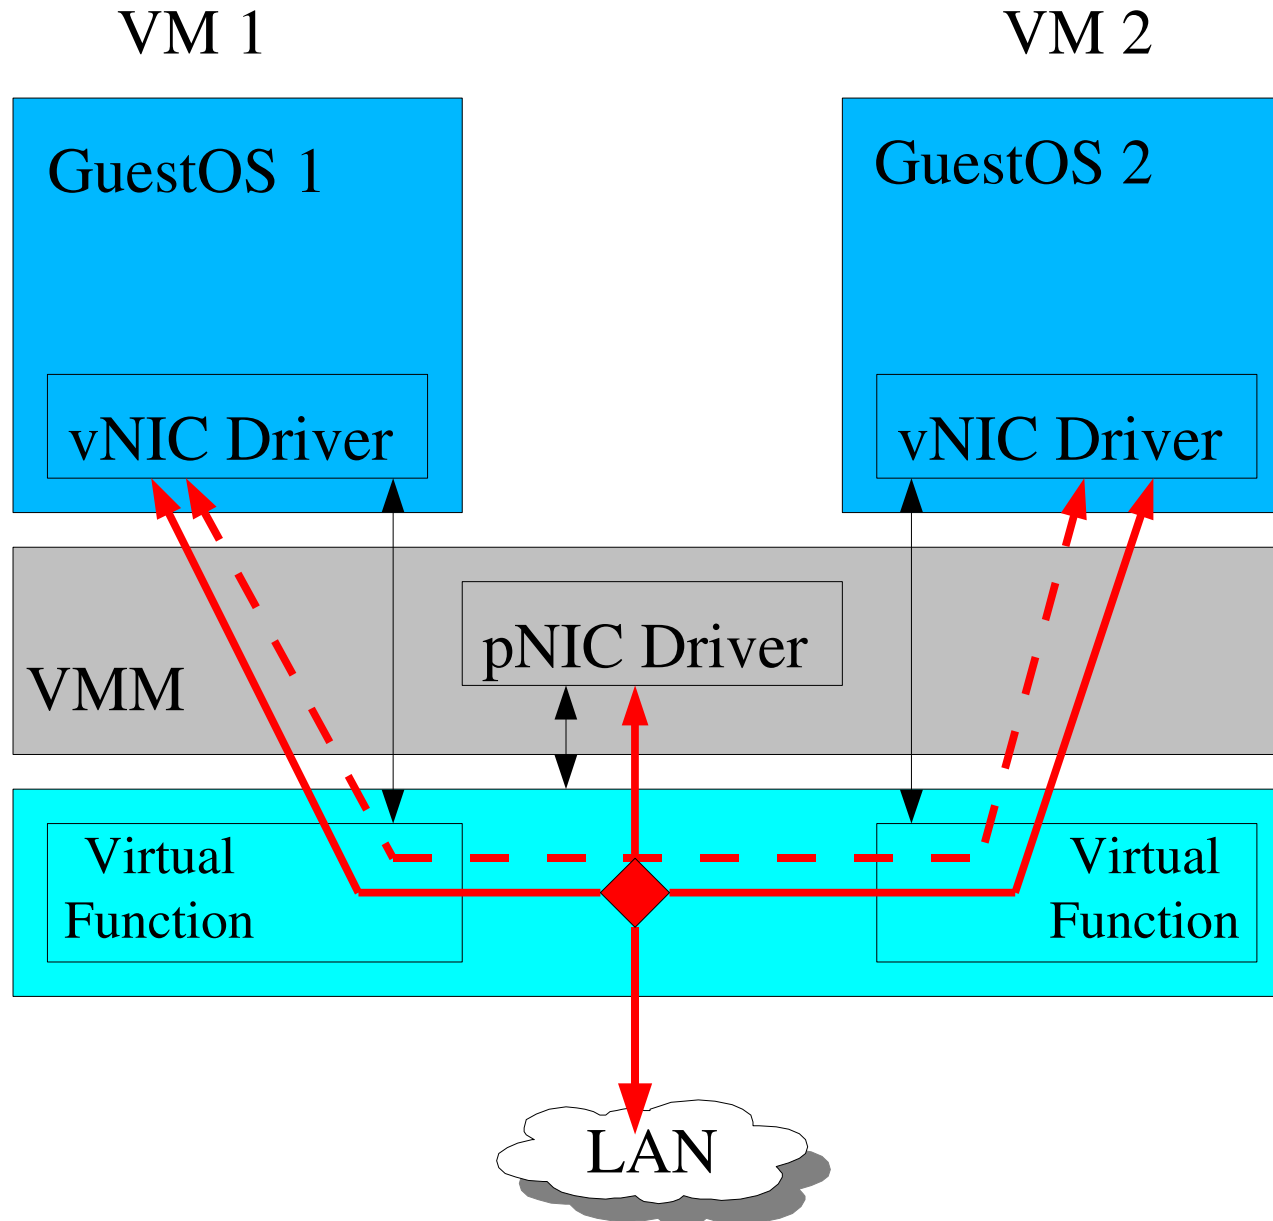 VM 1
VM 2
GuestOS 1
GuestOS 2
vNIC Driver
vNIC Driver
pNIC Driver
VMM
Virtual
Function
Virtual
Function
LAN